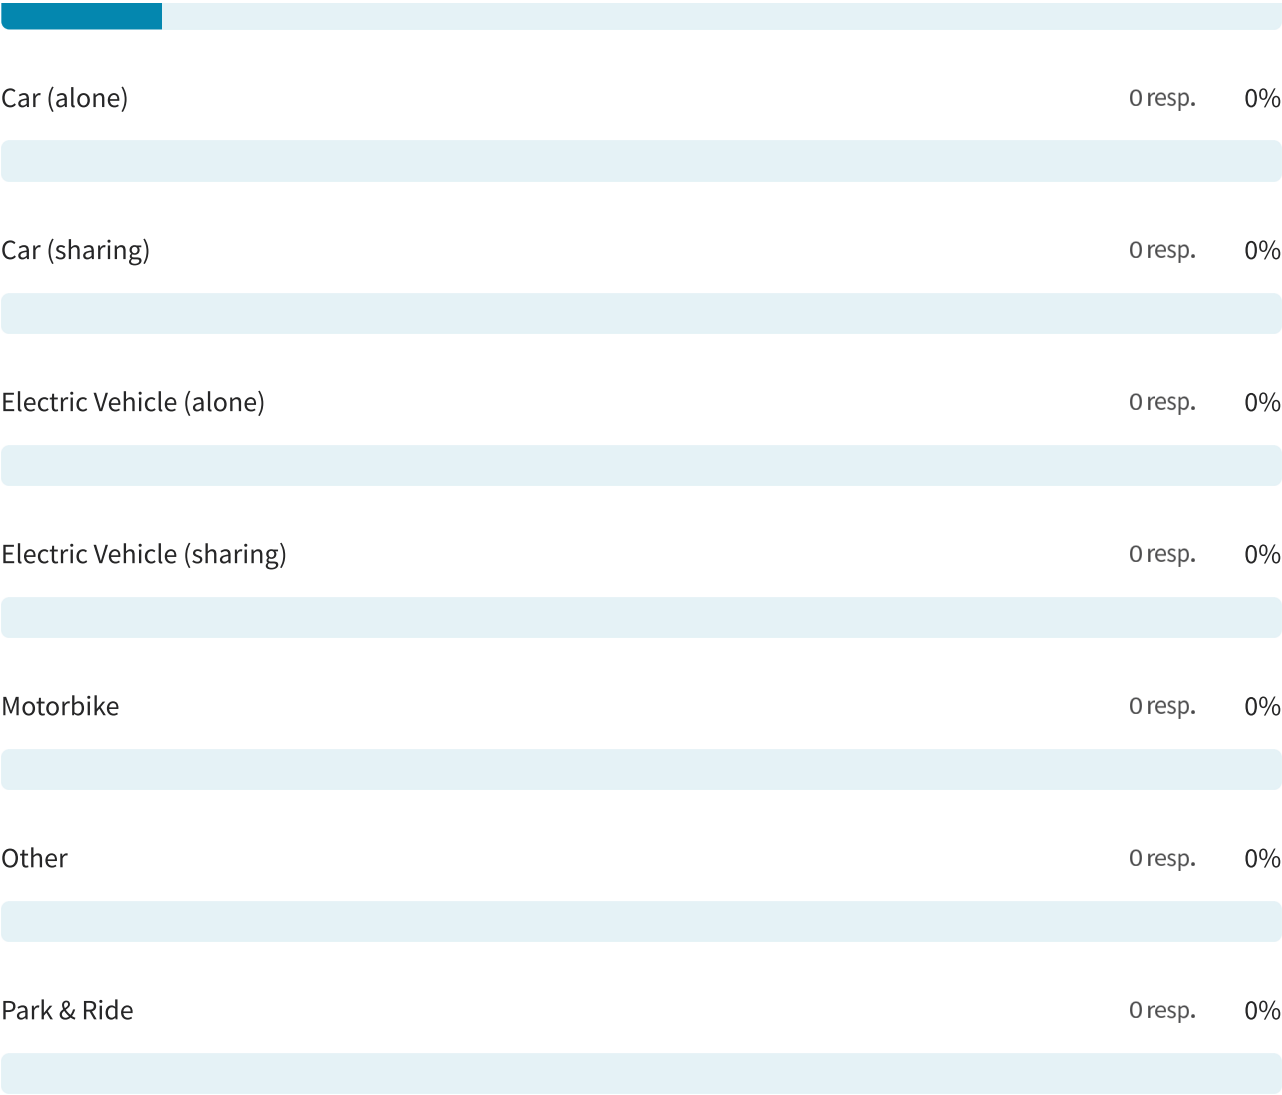 Car (alone) 0 resp. 0%
Car (sharing) 0 resp. 0%
Electric Vehicle (alone) 0 resp. 0%
Electric Vehicle (sharing) 0 resp. 0%
Motorbike 0 resp. 0%
Other 0 resp. 0%
Park & Ride 0 resp. 0%